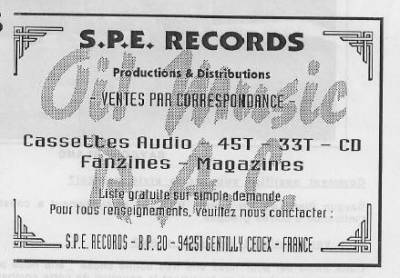 S.P.E. RECORDS
Productions & Distributions
Oi! Music
- VENTES PAR CORRESPONDANCE -
Cassettes Audio - 45T - 33T - CD
Fanzines - Magazines
R.A.C.
Liste gratuite sur simple demande
Pour tous renseignements, veuillez nous conctacter :
S.P.E. RECORDS - B.P. 20 - 94251 GENTILLY CEDEX - FRANCE